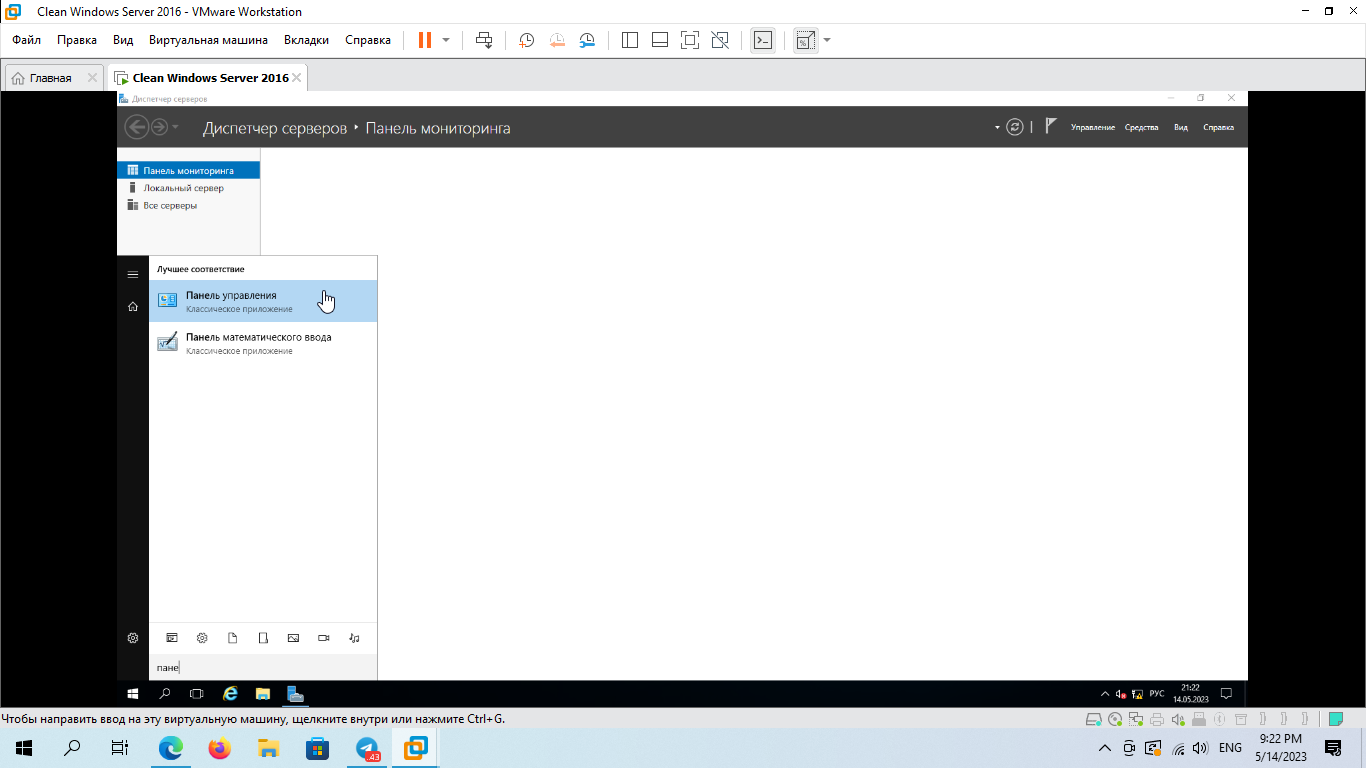 Clean Windows Server 2016 - VMware Workstation
Файл Правка Вид Виртуальная машина Вкладки Справка
Главная
Clean Windows Server 2016
Диспетчер серверов
Диспетчер серверов ‣ Панель мониторинга
Управление Средства Вид Справка
Панель мониторинга
Локальный сервер
Все серверы
Лучшее соответствие
Панель управления
Классическое приложение
Панель математического ввода
Классическое приложение
пане
РУС
21:22
14.05.2023
Чтобы направить ввод на эту виртуальную машину, щелкните внутри или нажмите Ctrl+G.
43
ENG
9:22 PM
5/14/2023